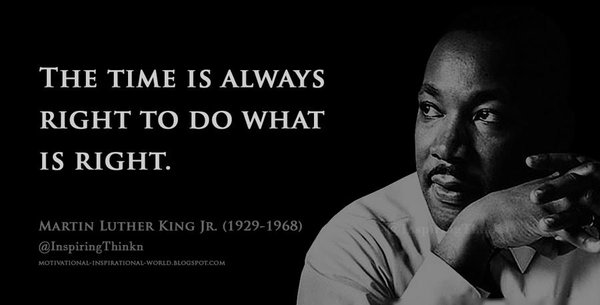 THE TIME IS ALWAYS
RIGHT TO DO WHAT
IS RIGHT.
MARTIN LUTHER KING JR. (1929-1968)
@InspiringThinkn
MOTIVATIONAL-INSPIRATIONAL-WORLD.BLOGSPOT.COM